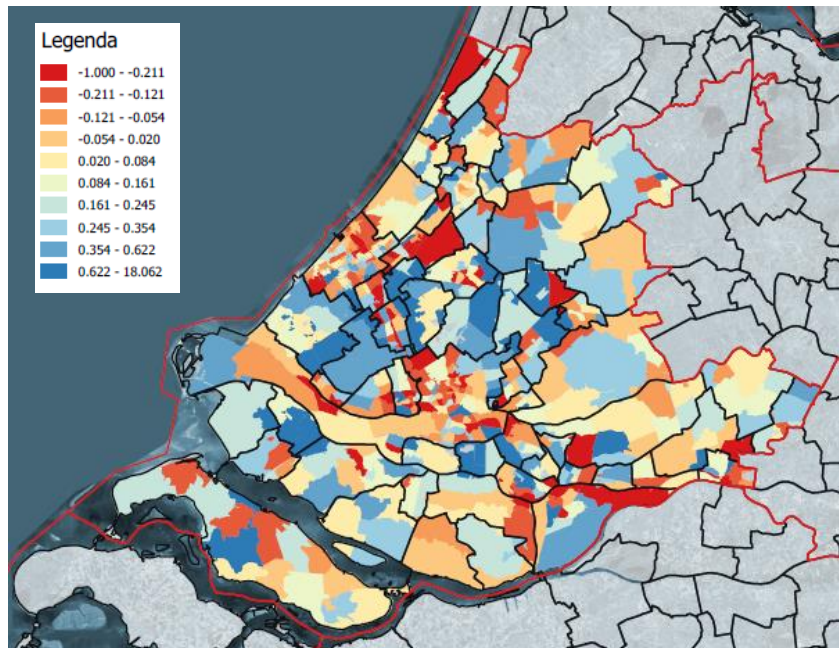 Legenda
-1.000 - -0.211
-0.211 - -0.121
-0.121 - -0.054
-0.054 - 0.020
0.020 - 0.084
0.084 - 0.161
0.161 - 0.245
0.245 - 0.354
0.354 - 0.622
0.622 - 18.062